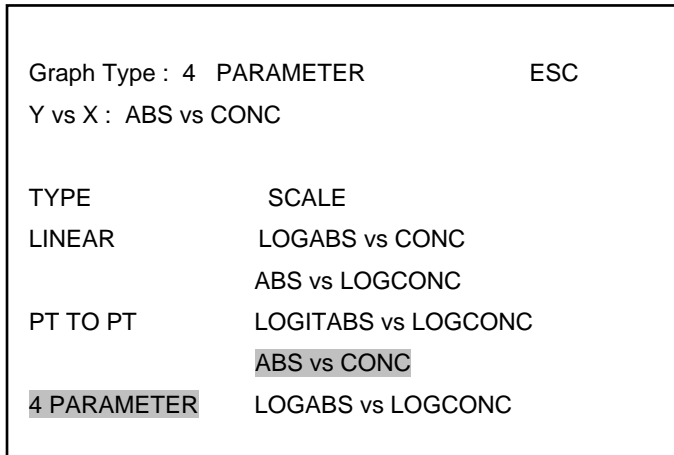 Graph Type : 4 PARAMETER ESC
Y vs X : ABS vs CONC
TYPE SCALE
LINEAR LOGABS vs CONC
ABS vs LOGCONC
PT TO PT LOGITABS vs LOGCONC
ABS vs CONC
4 PARAMETER LOGABS vs LOGCONC